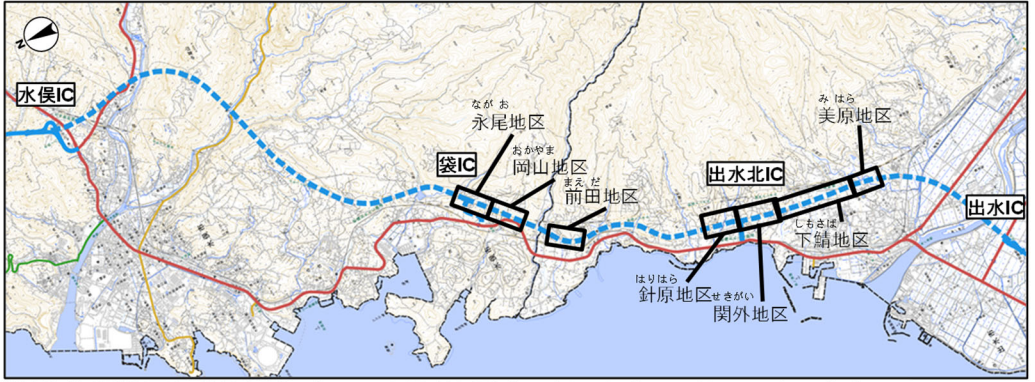 N
水俣IC
ながお
永尾地区
袋IC
おかやま
岡山地区
まえだ
前田地区
みはら
美原地区
出水北IC
出水IC
しもさば
下鯖地区
はりはら
針原地区
せきがい
関外地区